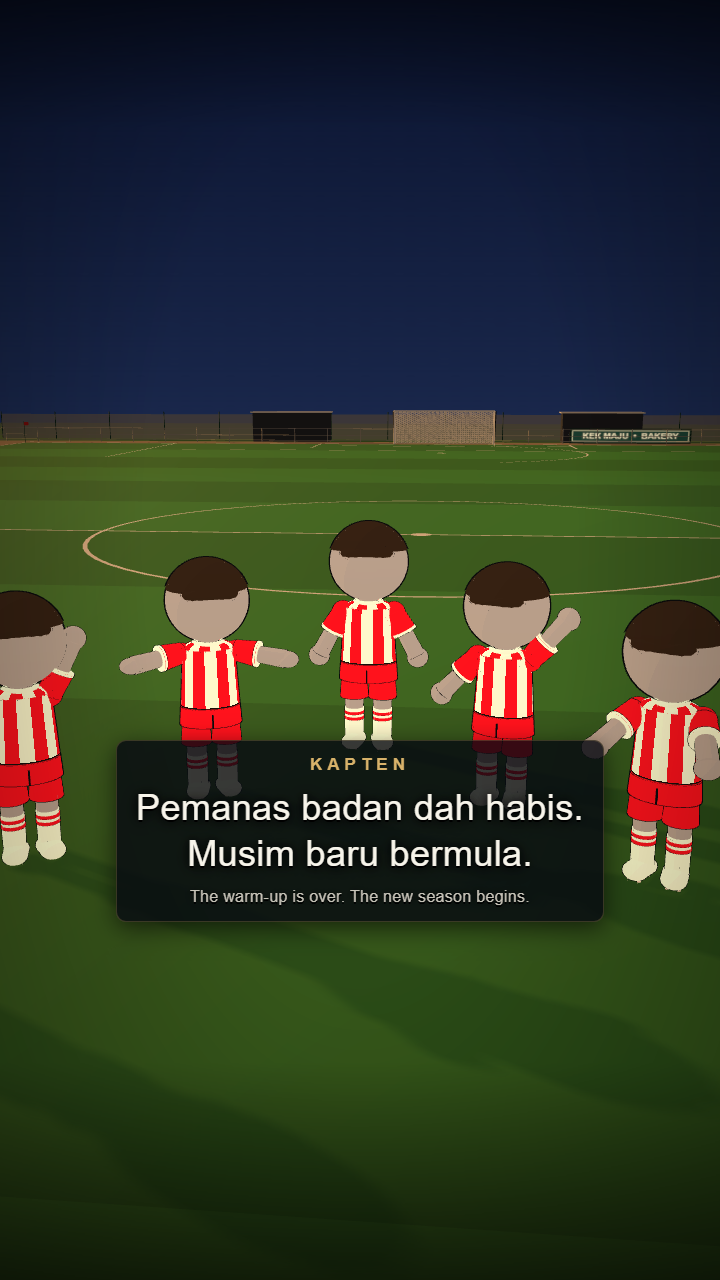 KEK MAJU • BAKERY
KAPTEN
Pemanas badan dah habis.
Musim baru bermula.
The warm-up is over. The new season begins.